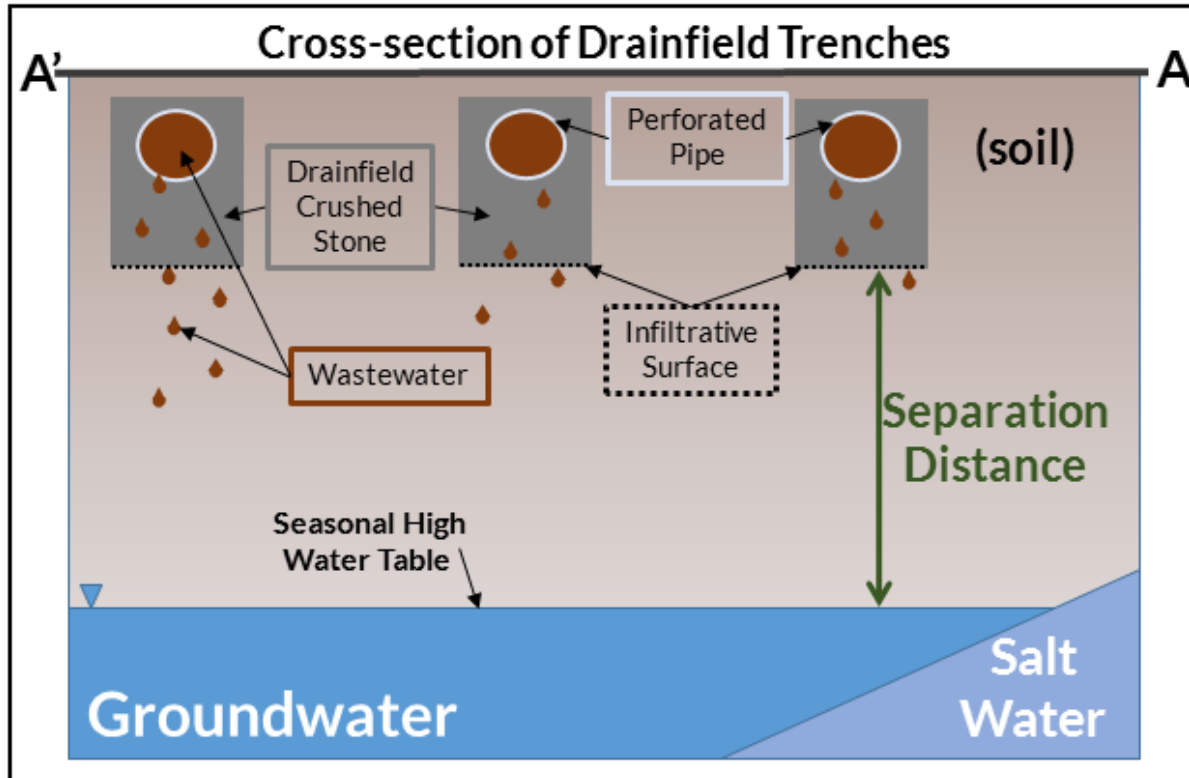 Cross-section of Drainfield Trenches
A’
A
Perforated
Pipe
(soil)
Drainfield
Crushed
Stone
Infiltrative
Surface
Wastewater
Separation
Distance
Seasonal High
Water Table
Groundwater
Salt
Water